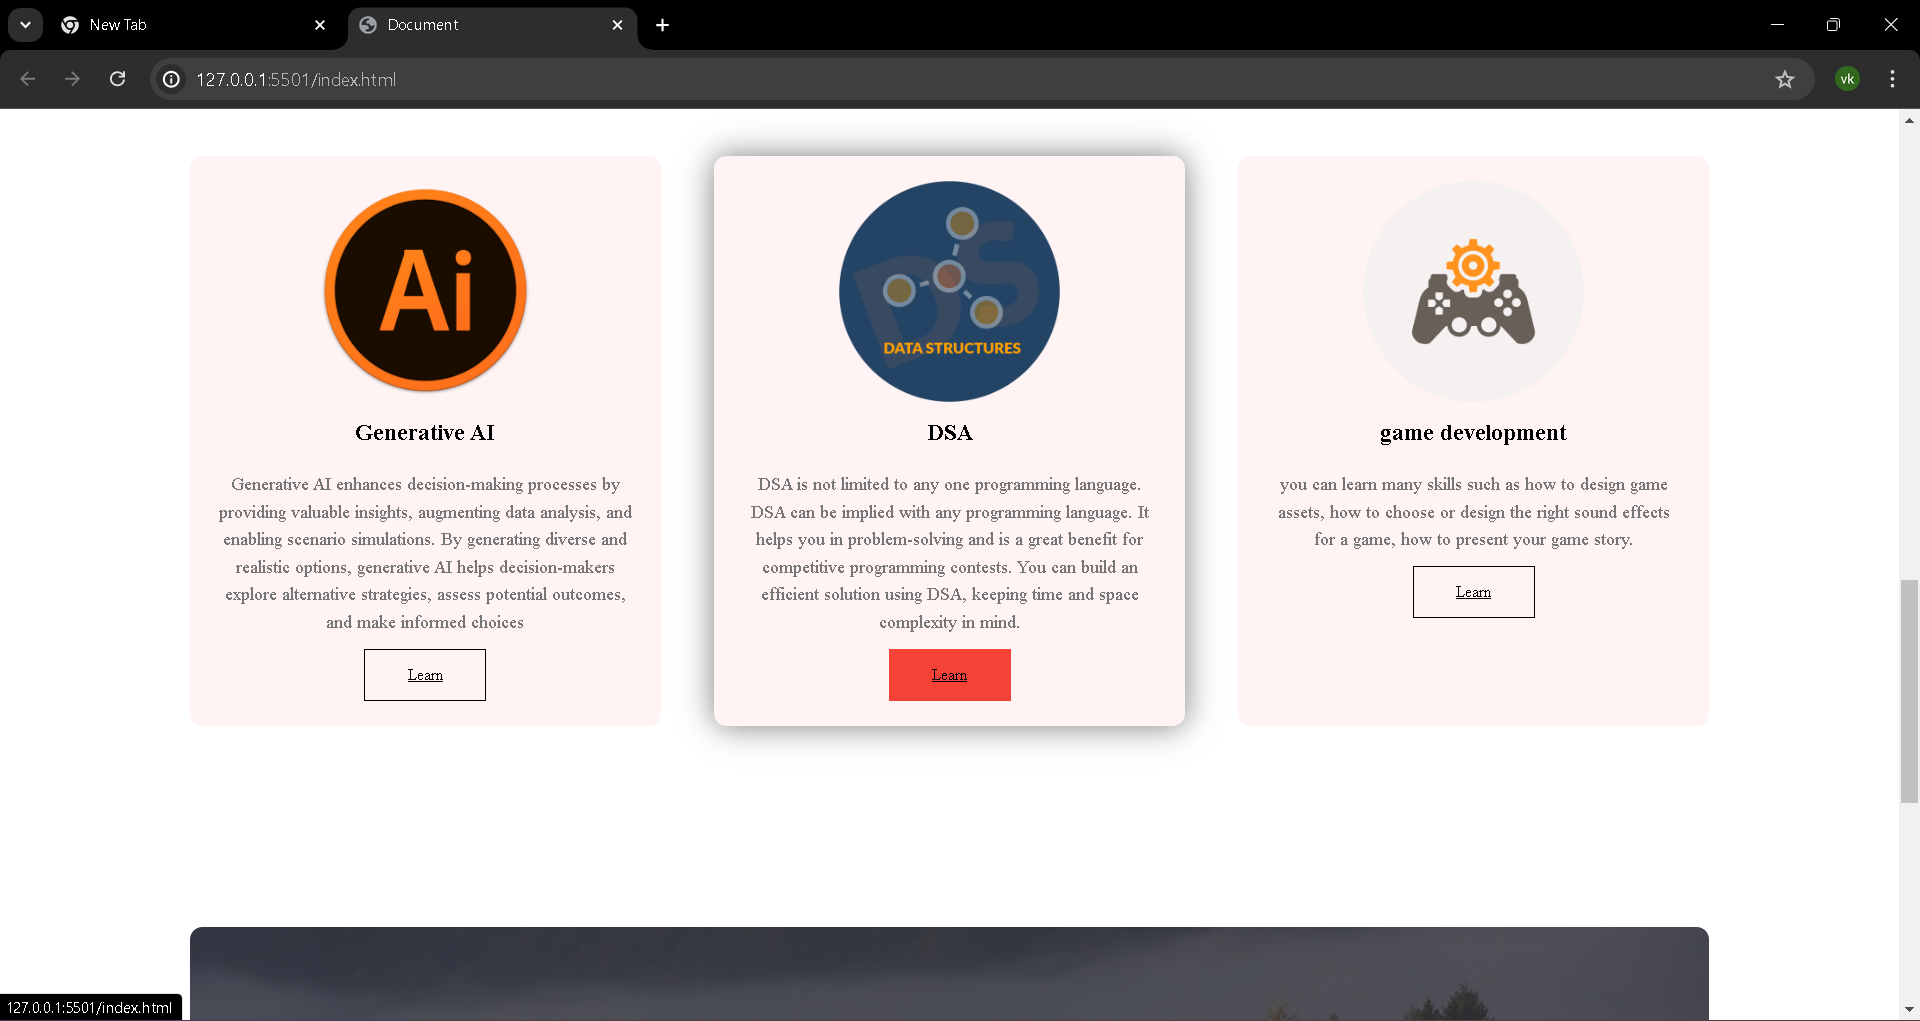 New Tab
Document
127.0.0.1:5501/index.html
vk
Ai
DS
DATA STRUCTURES
Generative AI
Generative AI enhances decision-making processes by
providing valuable insights, augmenting data analysis, and
enabling scenario simulations. By generating diverse and
realistic options, generative AI helps decision-makers
explore alternative strategies, assess potential outcomes,
and make informed choices
Learn
DSA
DSA is not limited to any one programming language.
DSA can be implied with any programming language. It
helps you in problem-solving and is a great benefit for
competitive programming contests. You can build an
efficient solution using DSA, keeping time and space
complexity in mind.
Learn
game development
you can learn many skills such as how to design game
assets, how to choose or design the right sound effects
for a game, how to present your game story.
Learn
127.0.0.1:5501/index.html